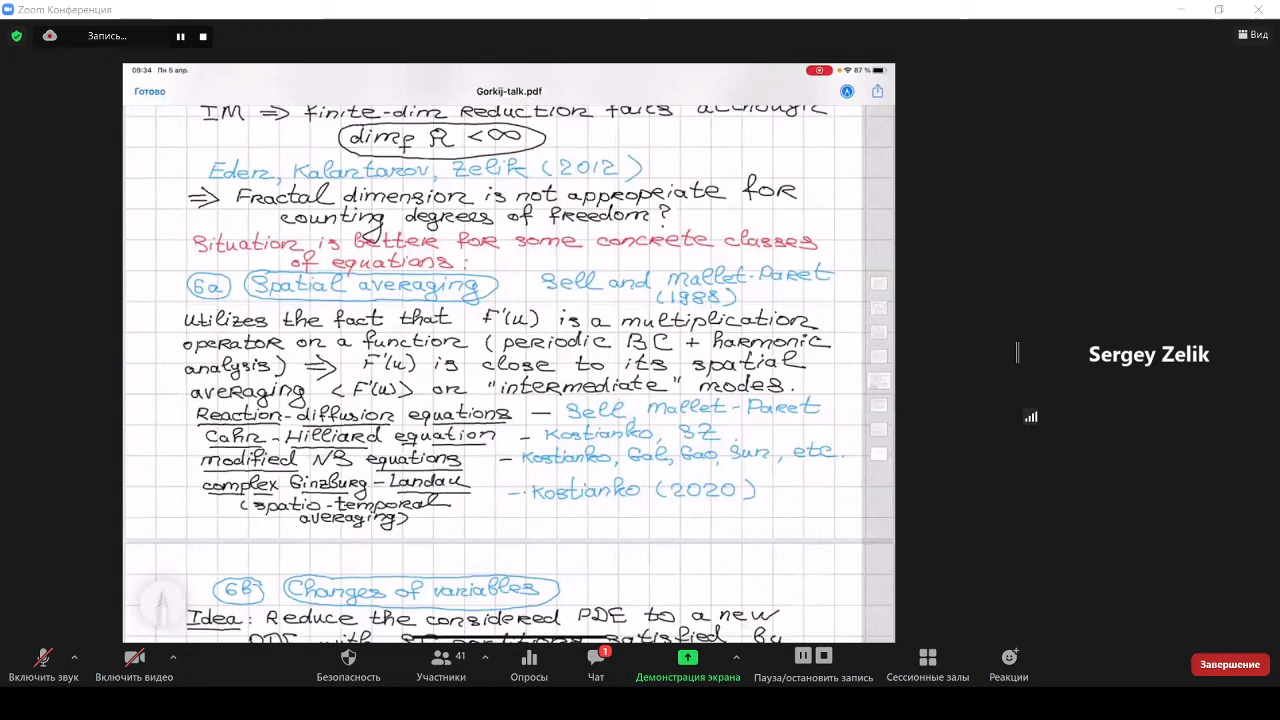 Zoom Конференция
Запись...
Вид
09:34 Пн 5 апр.
87 %
Готово
Gorkij-talk.pdf
IM ⇒ finite-dim Reduction fails although
dim_F 𝒜 < ∞
Eden, Kalantarov, Zelik (2012)
⇒ Fractal dimension is not appropriate for
counting degrees of freedom?
Situation is better for some concrete classes
of equations:
6a Spatial averaging Sell and Mallet-Paret
(1988)
utilizes the fact that F'(u) is a multiplication
operator on a function (periodic BC + harmonic
analysis) ⇒ F'(u) is close to its spatial
averaging <F'(u)> on "intermediate" modes.
Reaction-diffusion equations — Sell, Mallet-Paret
Cahn-Hilliard equation - Kostianko, SZ
modified NS equations - Kostianko, Gal, Gao, Sun, etc.
complex Ginzburg-Landau - Kostianko (2020)
(spatio-temporal
averaging)
6b Changes of variables
Idea: Reduce the considered PDE to a new
satisfied by
Sergey Zelik
Включить звук
Включить видео
Безопасность
41
Участники
Опросы
1
Чат
Демонстрация экрана
Пауза/остановить запись
Сессионные залы
Реакции
Завершение